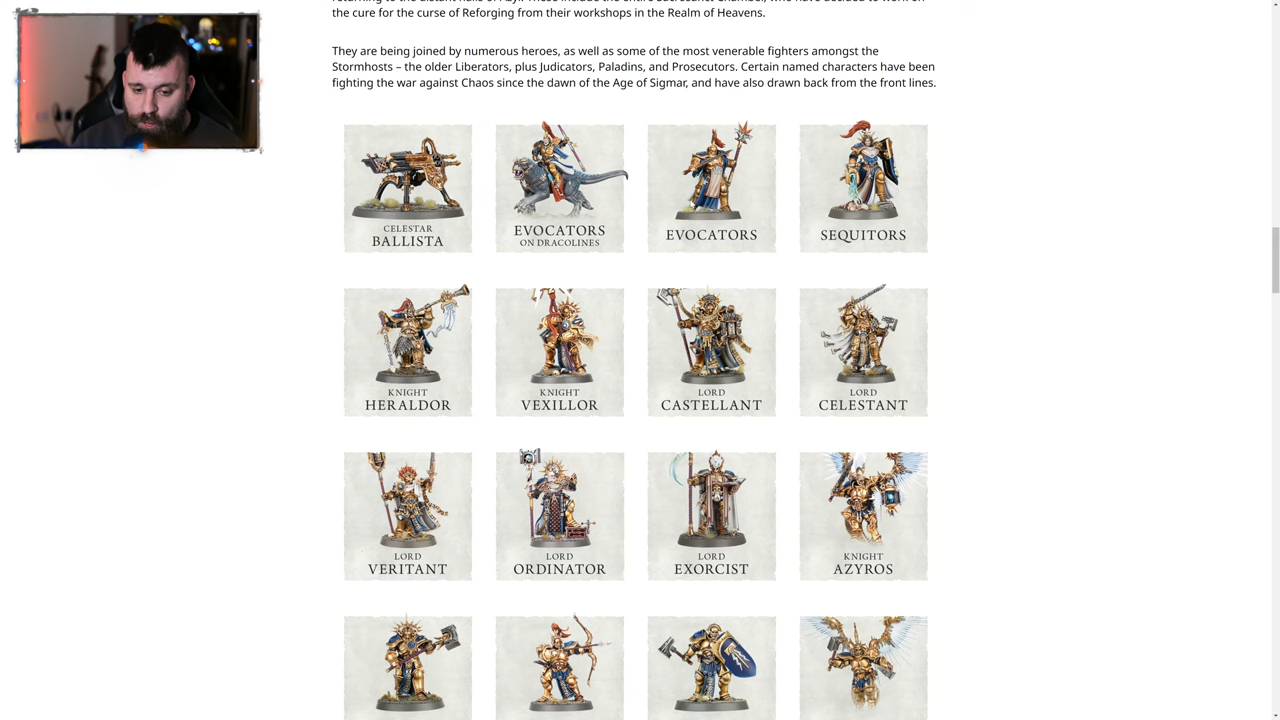 the cure for the curse of Reforging from their workshops in the Realm of Heavens.
They are being joined by numerous heroes, as well as some of the most venerable fighters amongst the
Stormhosts – the older Liberators, plus Judicators, Paladins, and Prosecutors. Certain named characters have been
fighting the war against Chaos since the dawn of the Age of Sigmar, and have also drawn back from the front lines.
CELESTAR
BALLISTA
EVOCATORS
ON DRACOLINES
EVOCATORS
SEQUITORS
KNIGHT
HERALDOR
KNIGHT
VEXILLOR
LORD
CASTELLANT
LORD
CELESTANT
LORD
VERITANT
LORD
ORDINATOR
LORD
EXORCIST
KNIGHT
AZYROS